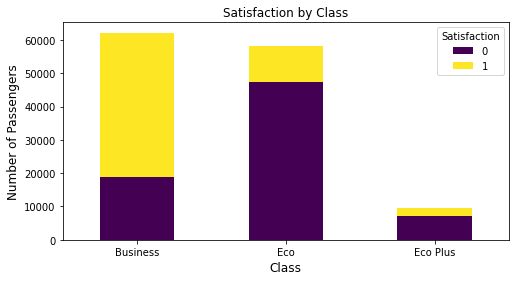 Satisfaction by Class
Number of Passengers
60000
50000
40000
30000
20000
10000
0
Satisfaction
0
1
Business
Eco
Eco Plus
Class